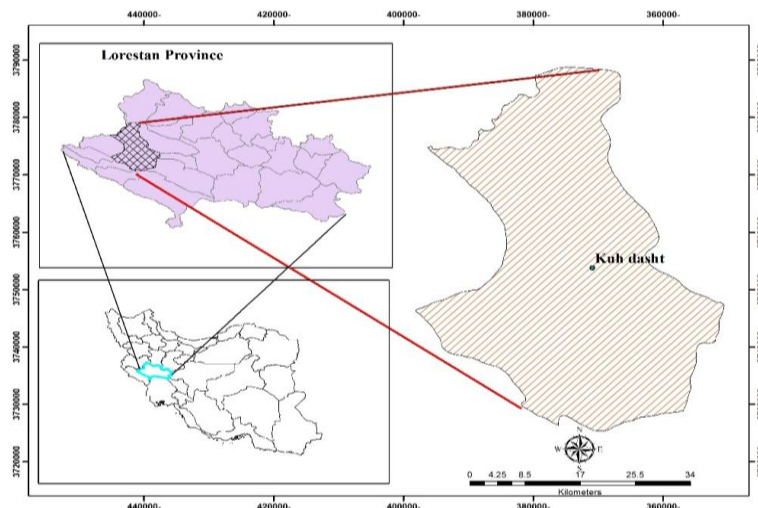 440000- 420000- 400000- 380000- 360000-
3790000
3780000
3770000
3760000
3750000
3740000
3730000
3720000
Lorestan Province
Kuh dasht
N
W E
S
0 4.25 8.5 17 25.5 34
Kilometers
440000- 420000- 400000- 380000- 360000-